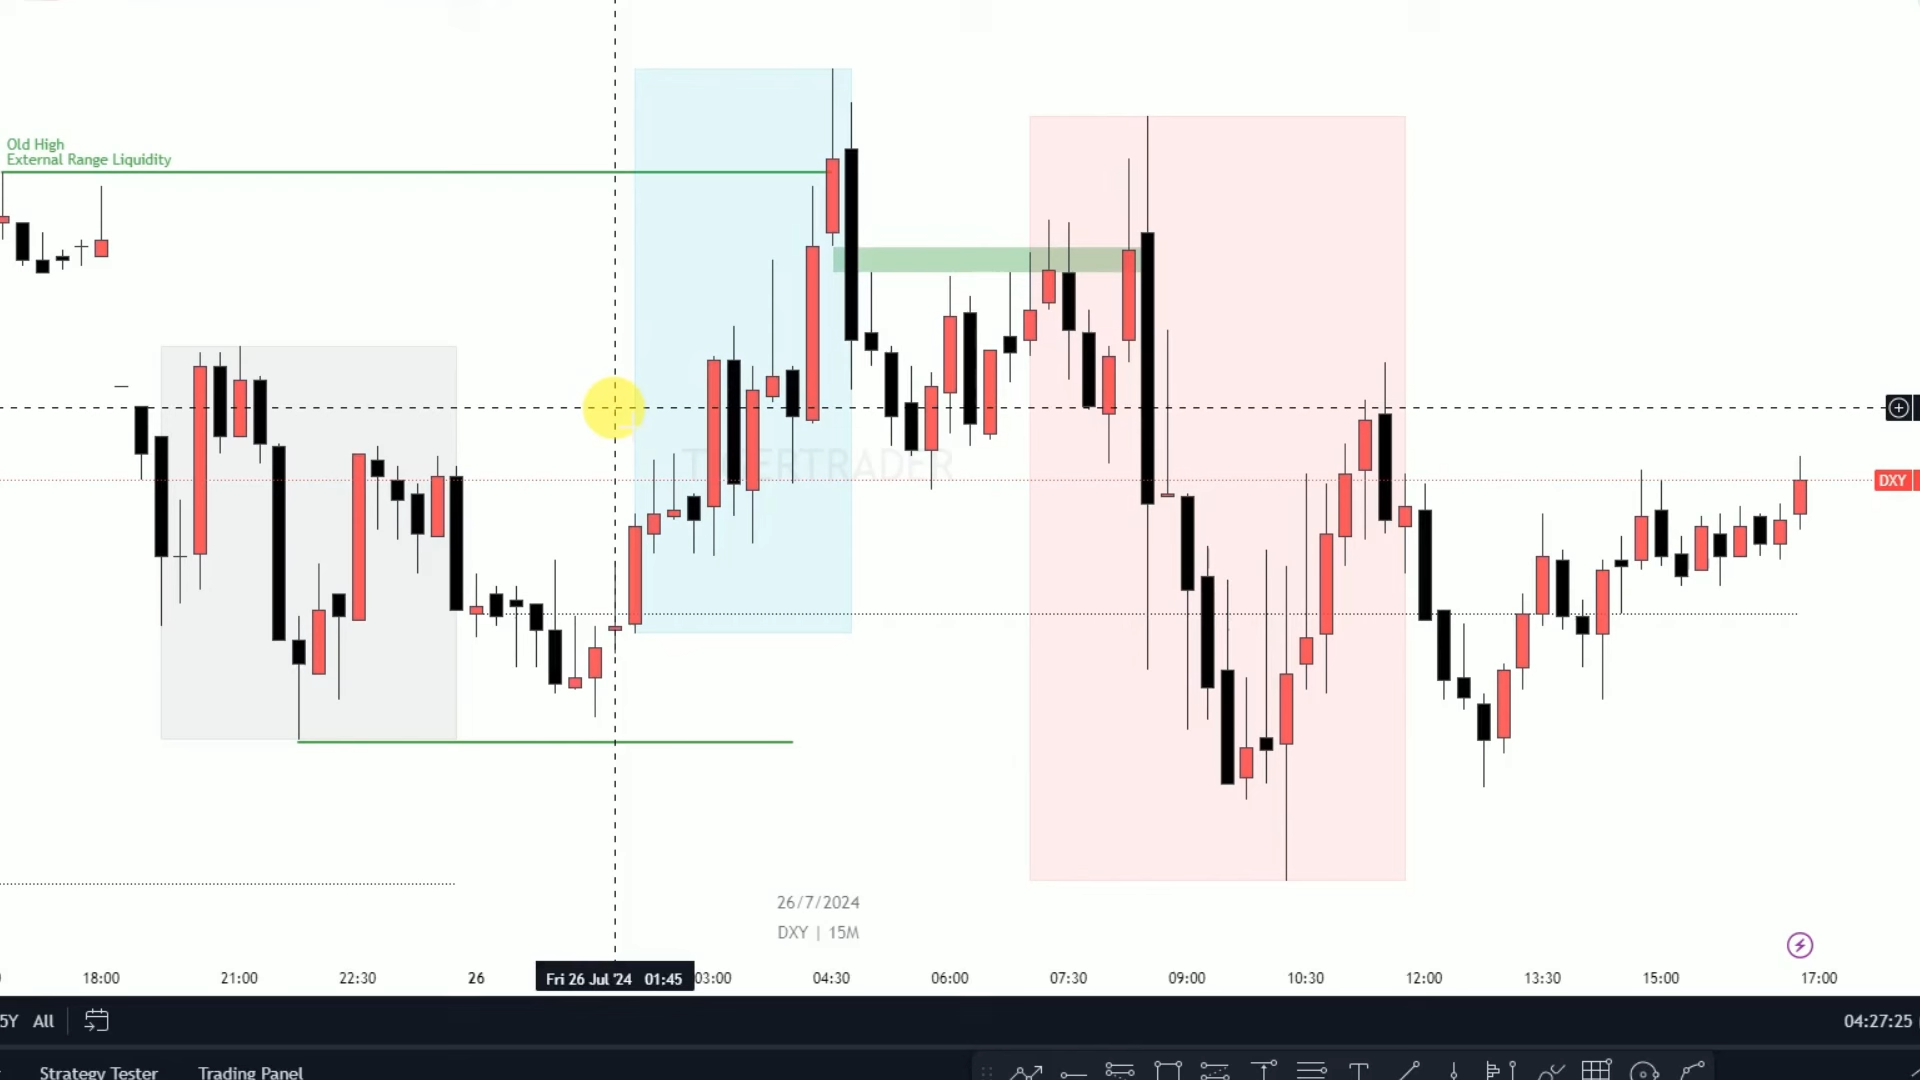 Old High
External Range Liquidity
TIGERTRADER
DXY
26/7/2024
DXY | 15M
18:00 21:00 22:30 26 Fri 26 Jul '24 01:45 03:00 04:30 06:00 07:30 09:00 10:30 12:00 13:30 15:00 17:00
5Y All 04:27:25
Strategy Tester Trading Panel